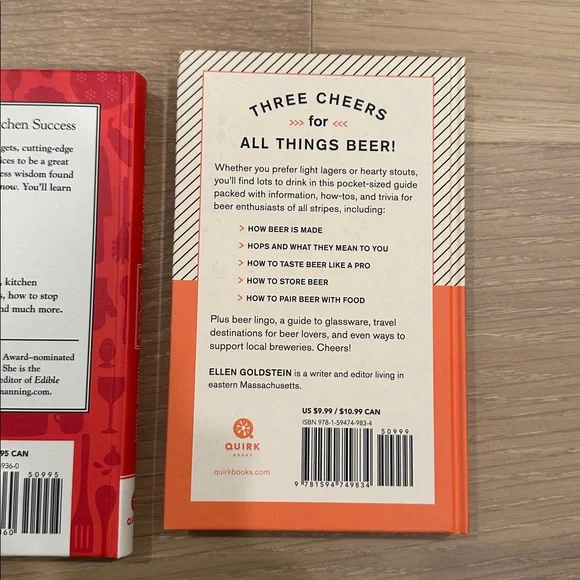 chen Success
gets, cutting-edge
ices to be a great
ess wisdom found
now. You'll learn
, kitchen
s, how to stop
nd much more.
Award–nominated
She is the
editor of Edible
manning.com.
95 CAN
936-0
50995
THREE CHEERS
>>> for <<<
ALL THINGS BEER!
Whether you prefer light lagers or hearty stouts,
you'll find lots to drink in this pocket-sized guide
packed with information, how-tos, and trivia for
beer enthusiasts of all stripes, including:
> HOW BEER IS MADE
> HOPS AND WHAT THEY MEAN TO YOU
> HOW TO TASTE BEER LIKE A PRO
> HOW TO STORE BEER
> HOW TO PAIR BEER WITH FOOD
Plus beer lingo, a guide to glassware, travel
destinations for beer lovers, and even ways to
support local breweries. Cheers!
ELLEN GOLDSTEIN is a writer and editor living in
eastern Massachusetts.
QUIRK
BOOKS
quirkbooks.com
US $9.99 / $10.99 CAN
ISBN 978-1-59474-983-4
50999
9 781594 749834